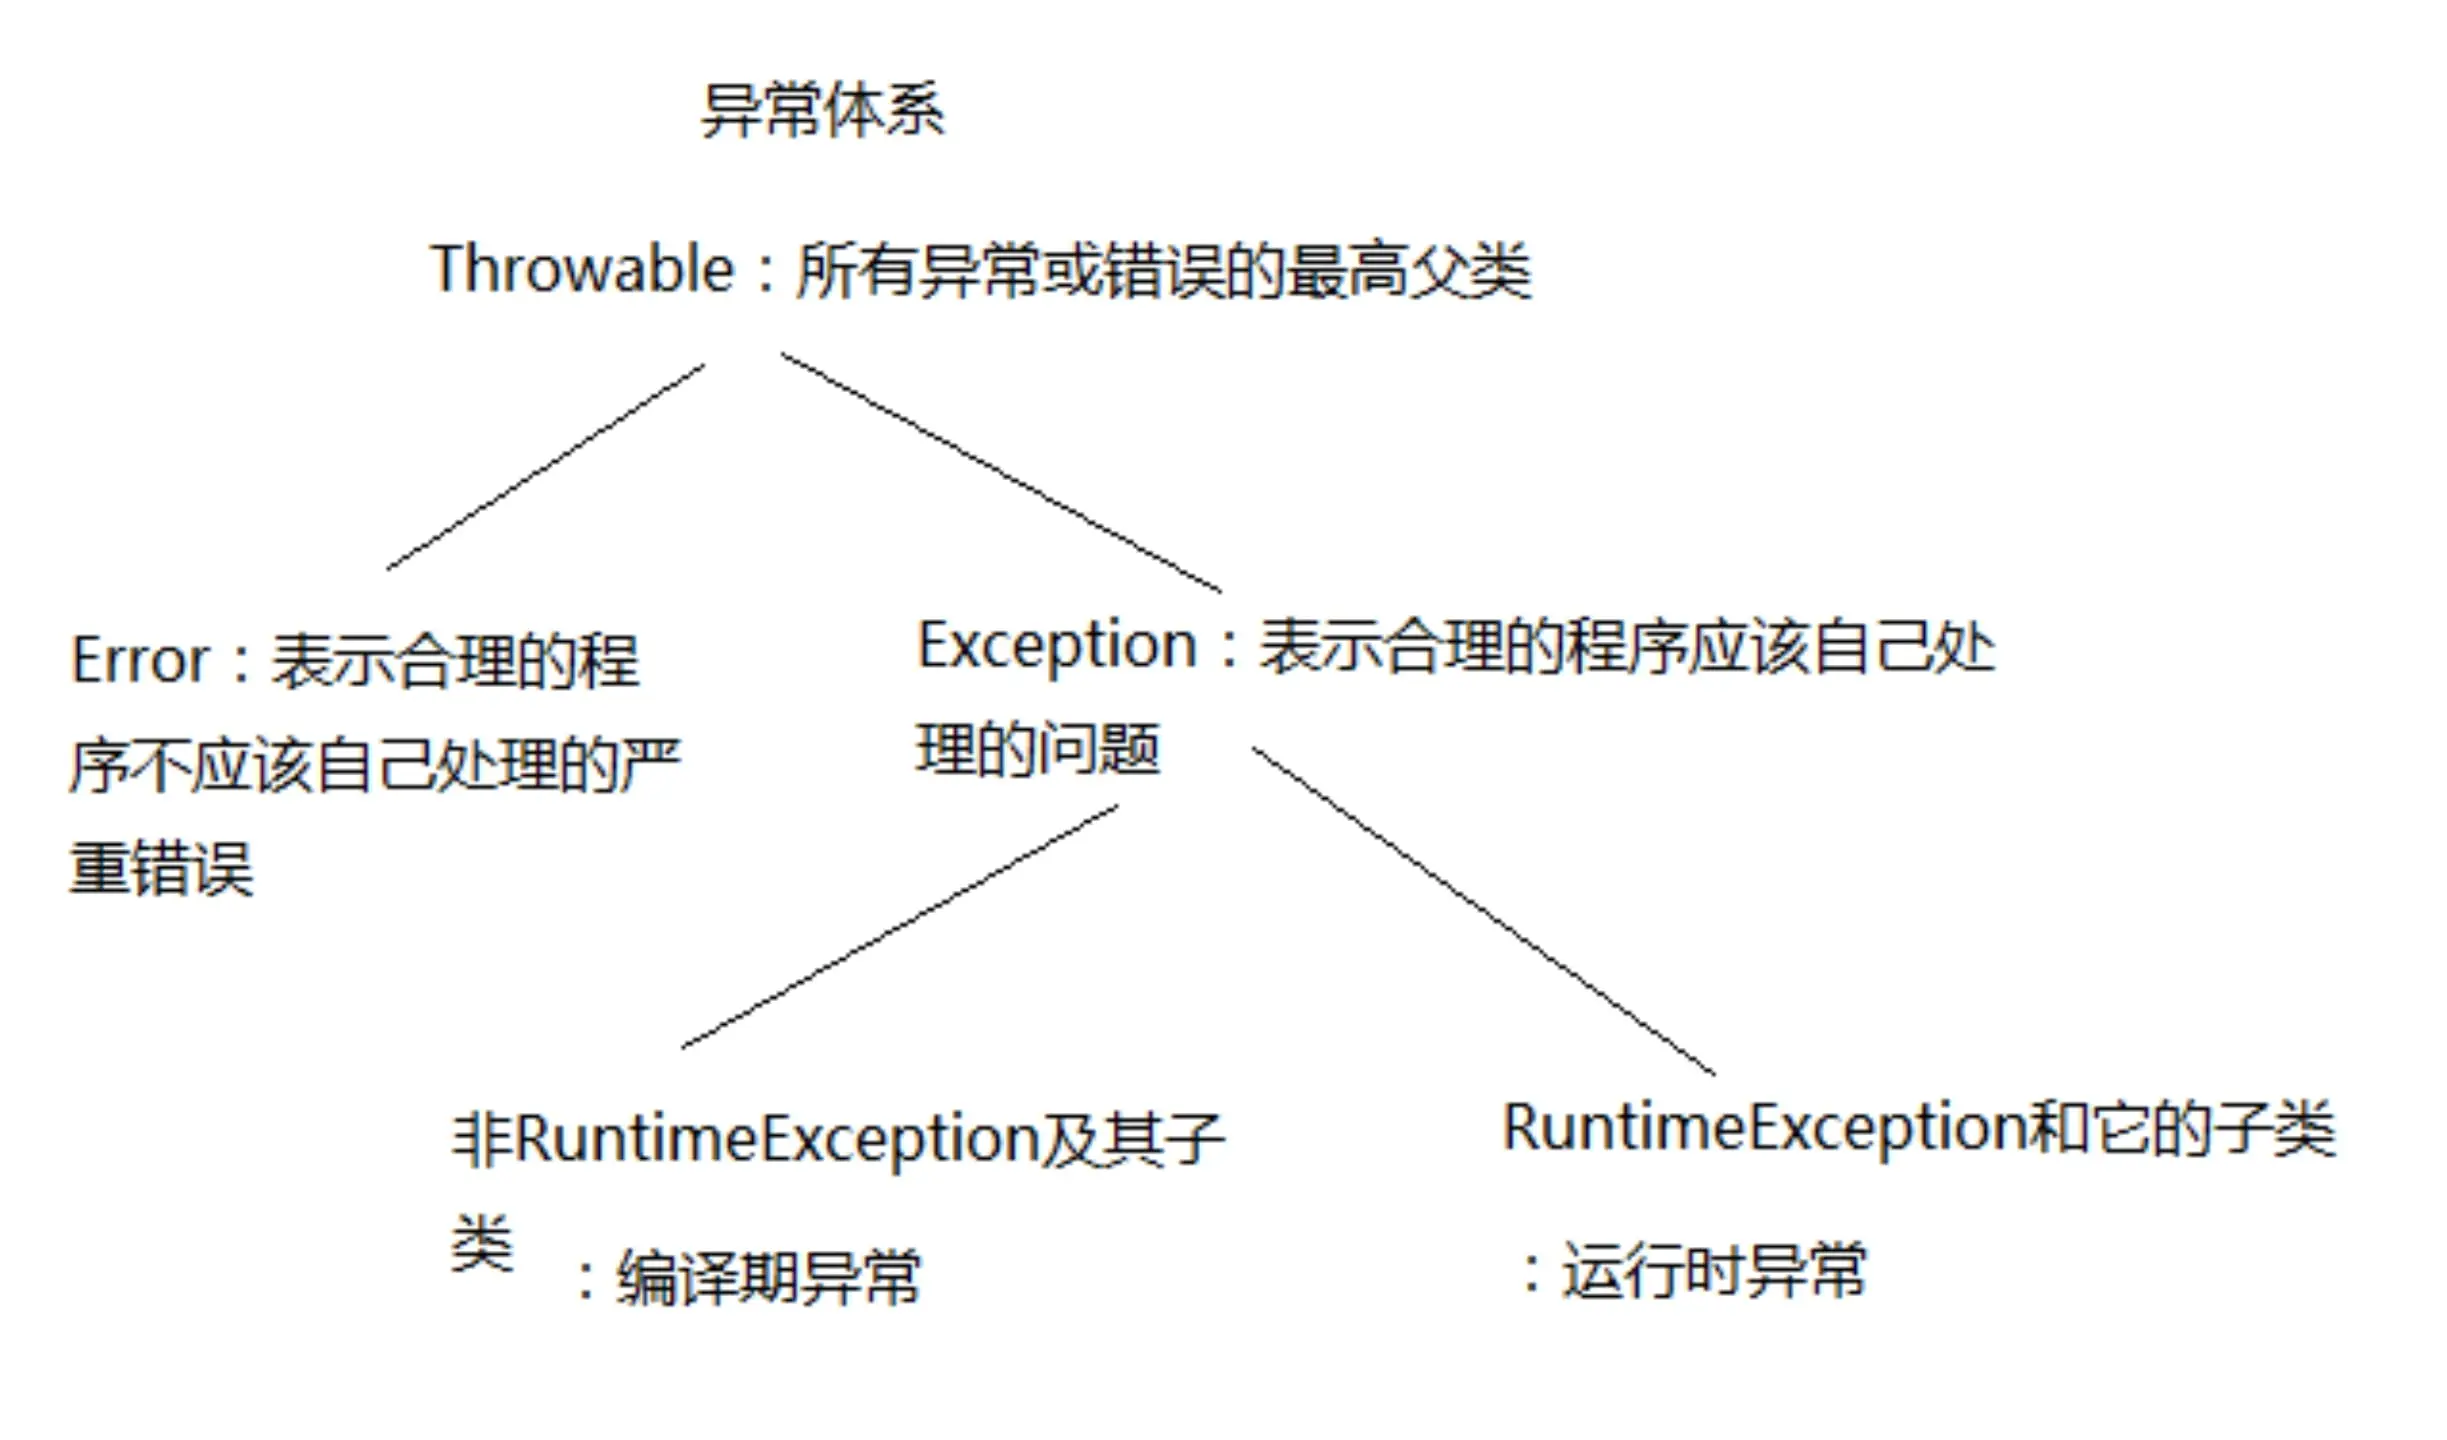 异常体系
Throwable：所有异常或错误的最高父类
Error：表示合理的程
序不应该自己处理的严
重错误
Exception：表示合理的程序应该自己处
理的问题
非RuntimeException及其子
类
：编译期异常
RuntimeException和它的子类
：运行时异常